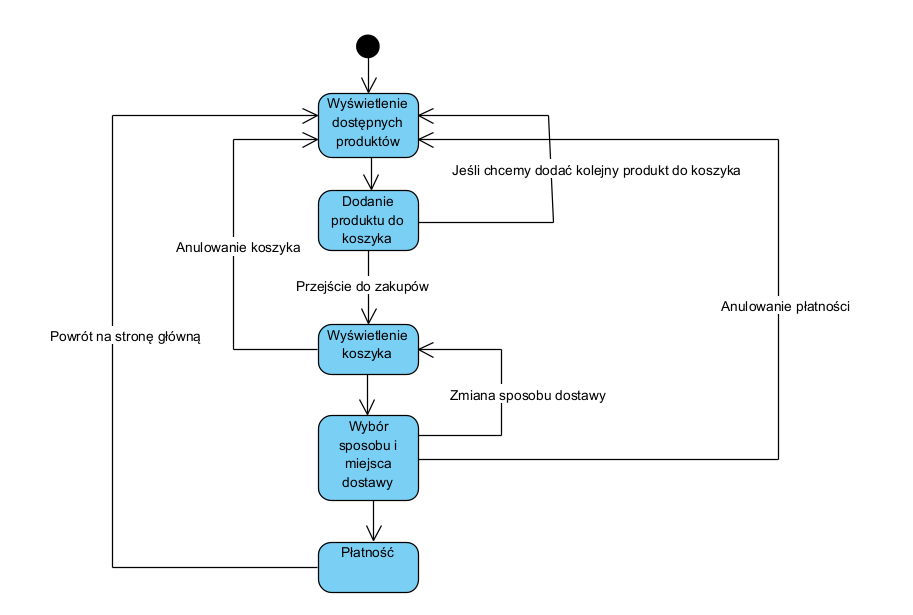 Wyświetlenie
dostępnych
produktów
Jeśli chcemy dodać kolejny produkt do koszyka
Dodanie
produktu do
koszyka
Anulowanie koszyka
Przejście do zakupów
Anulowanie płatności
Powrót na stronę główną
Wyświetlenie
koszyka
Zmiana sposobu dostawy
Wybór
sposobu i
miejsca
dostawy
Płatność